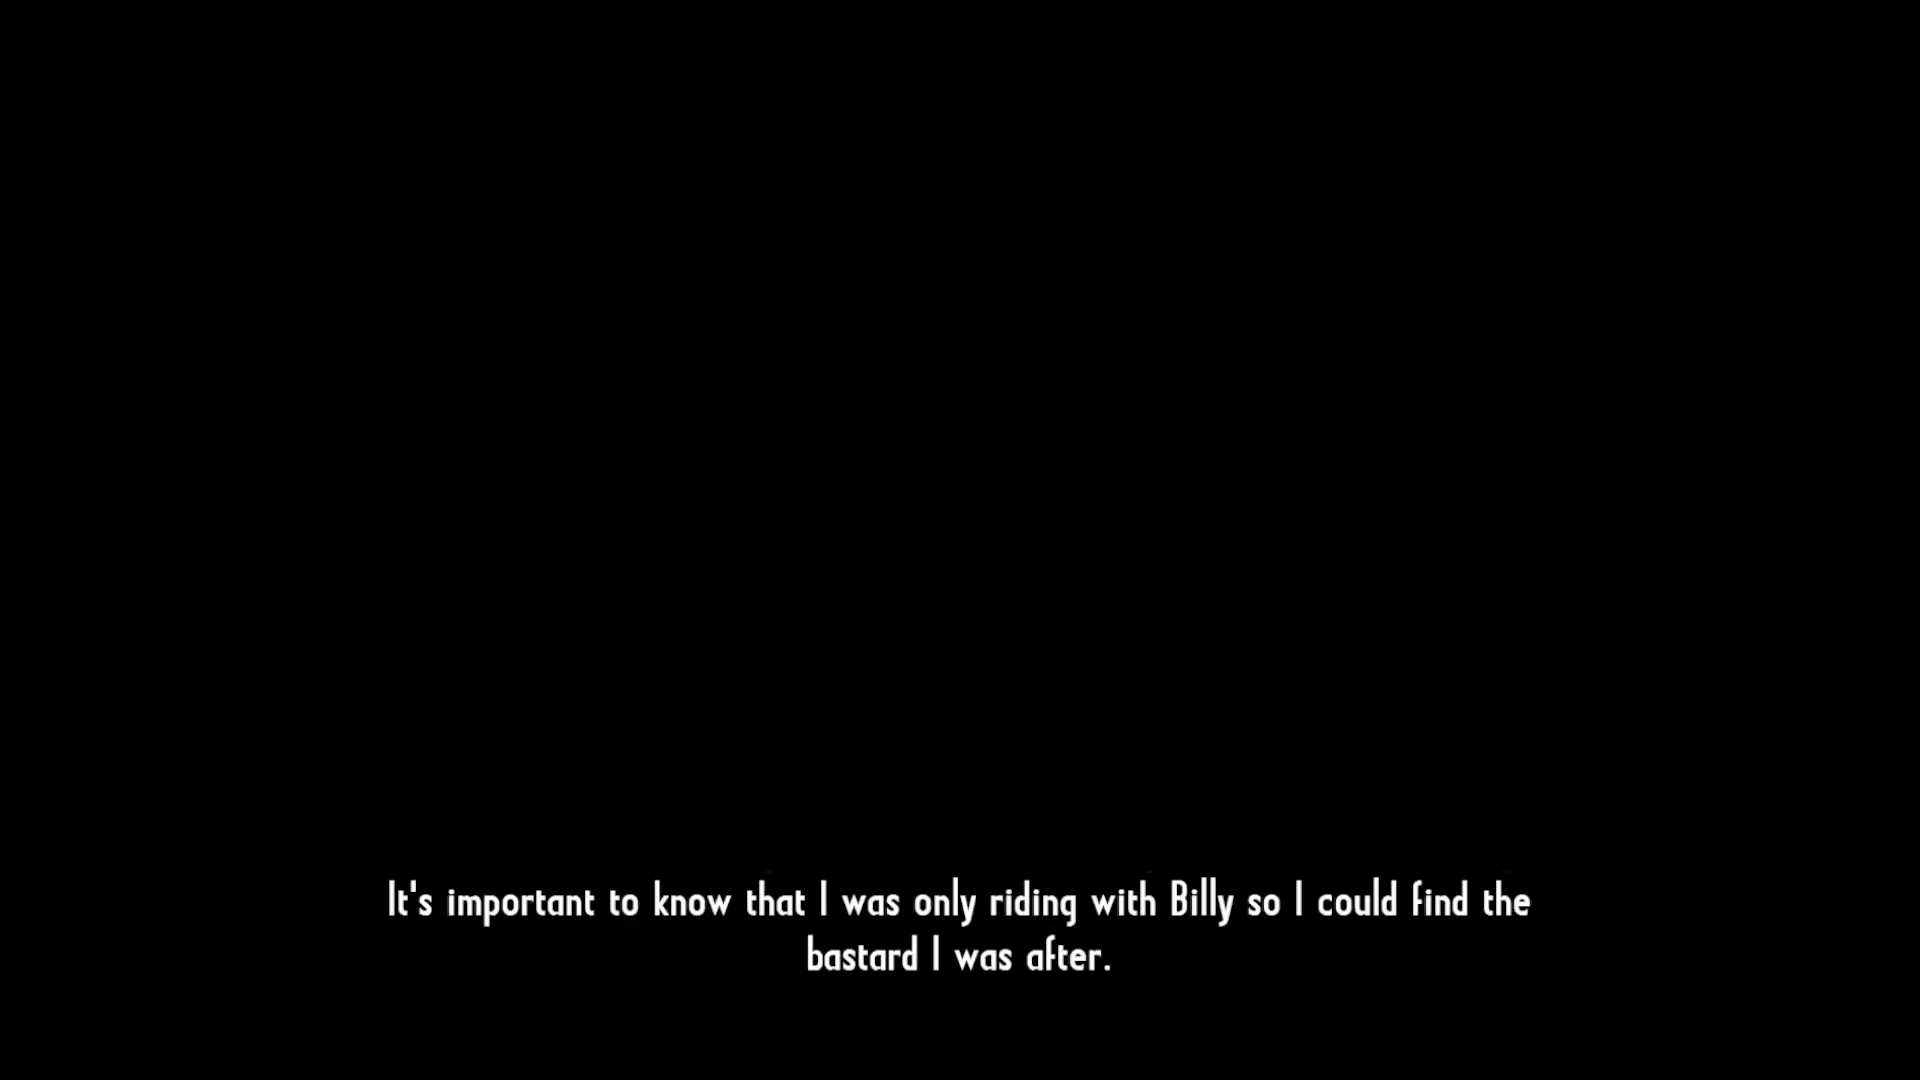 It's important to know that I was only riding with Billy so I could find the
bastard I was after.